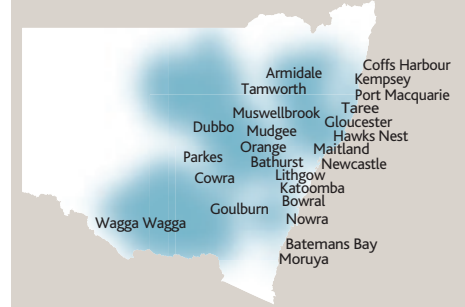 Coffs Harbour
Armidale
Kempsey
Tamworth
Port Macquarie
Taree
Muswellbrook
Gloucester
Dubbo
Mudgee
Hawks Nest
Orange
Maitland
Parkes
Bathurst
Newcastle
Cowra
Lithgow
Katoomba
Bowral
Goulburn
Nowra
Wagga Wagga
Batemans Bay
Moruya